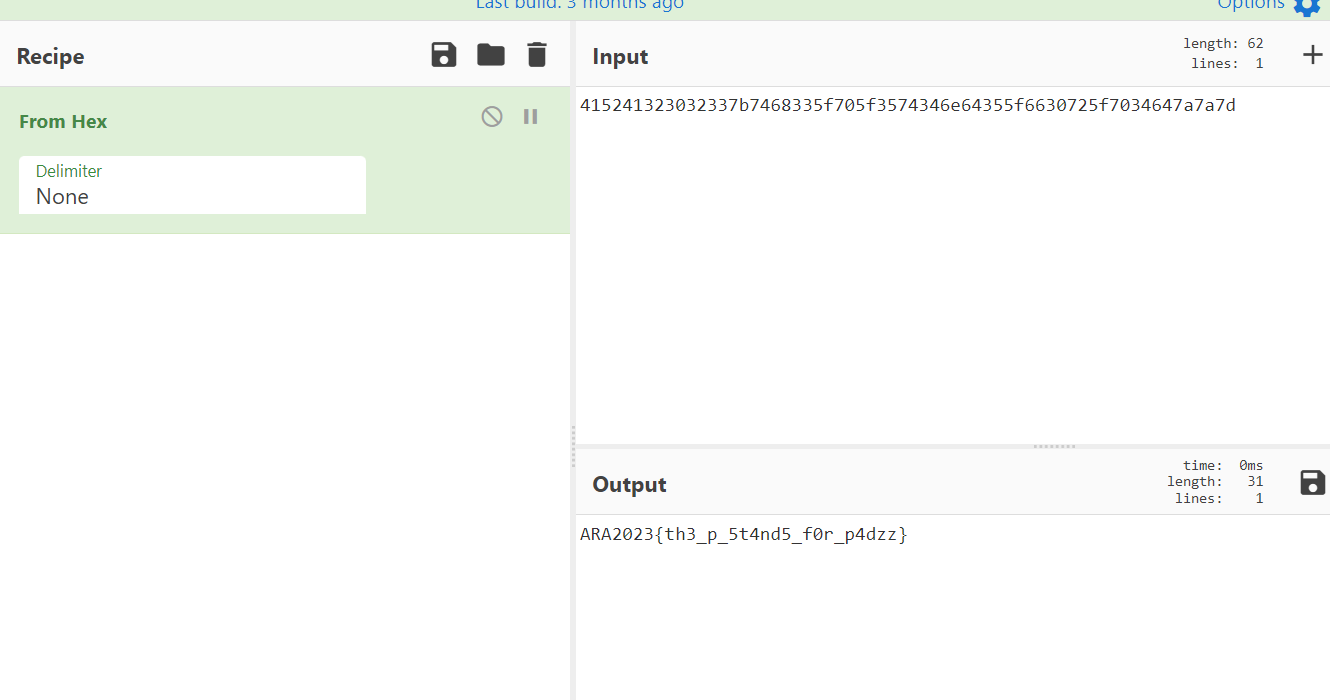 Last build: 3 months ago
Options
Recipe
Input
length: 62
lines: 1
From Hex
Delimiter
None
415241323032337b7468335f705f3574346e64355f6630725f7034647a7a7d
Output
time: 0ms
length: 31
lines: 1
ARA2023{th3_p_5t4nd5_f0r_p4dzz}